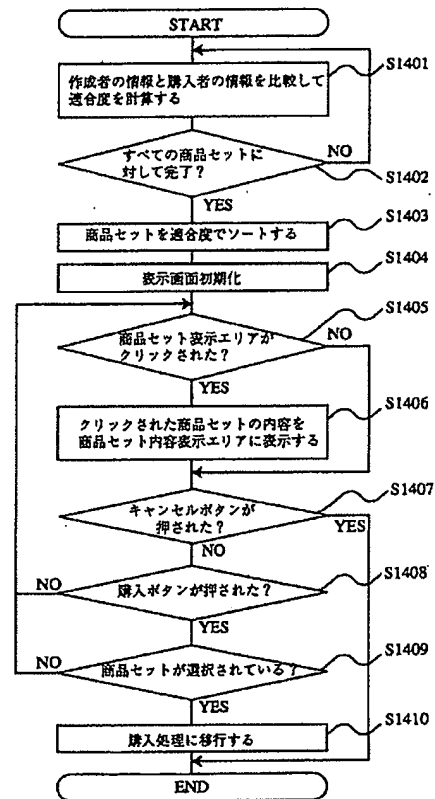 START
作成者の情報と購入者の情報を比較して
適合度を計算する
S1401
すべての商品セットに
対して完了？
NO
S1402
YES
S1403
商品セットを適合度でソートする
S1404
表示画面初期化
S1405
商品セット表示エリアが
クリックされた？
NO
YES
S1406
クリックされた商品セットの内容を
商品セット内容表示エリアに表示する
S1407
キャンセルボタンが
押された？
YES
NO
S1408
NO
購入ボタンが押された？
YES
S1409
NO
商品セットが選択されている？
YES
S1410
購入処理に移行する
END